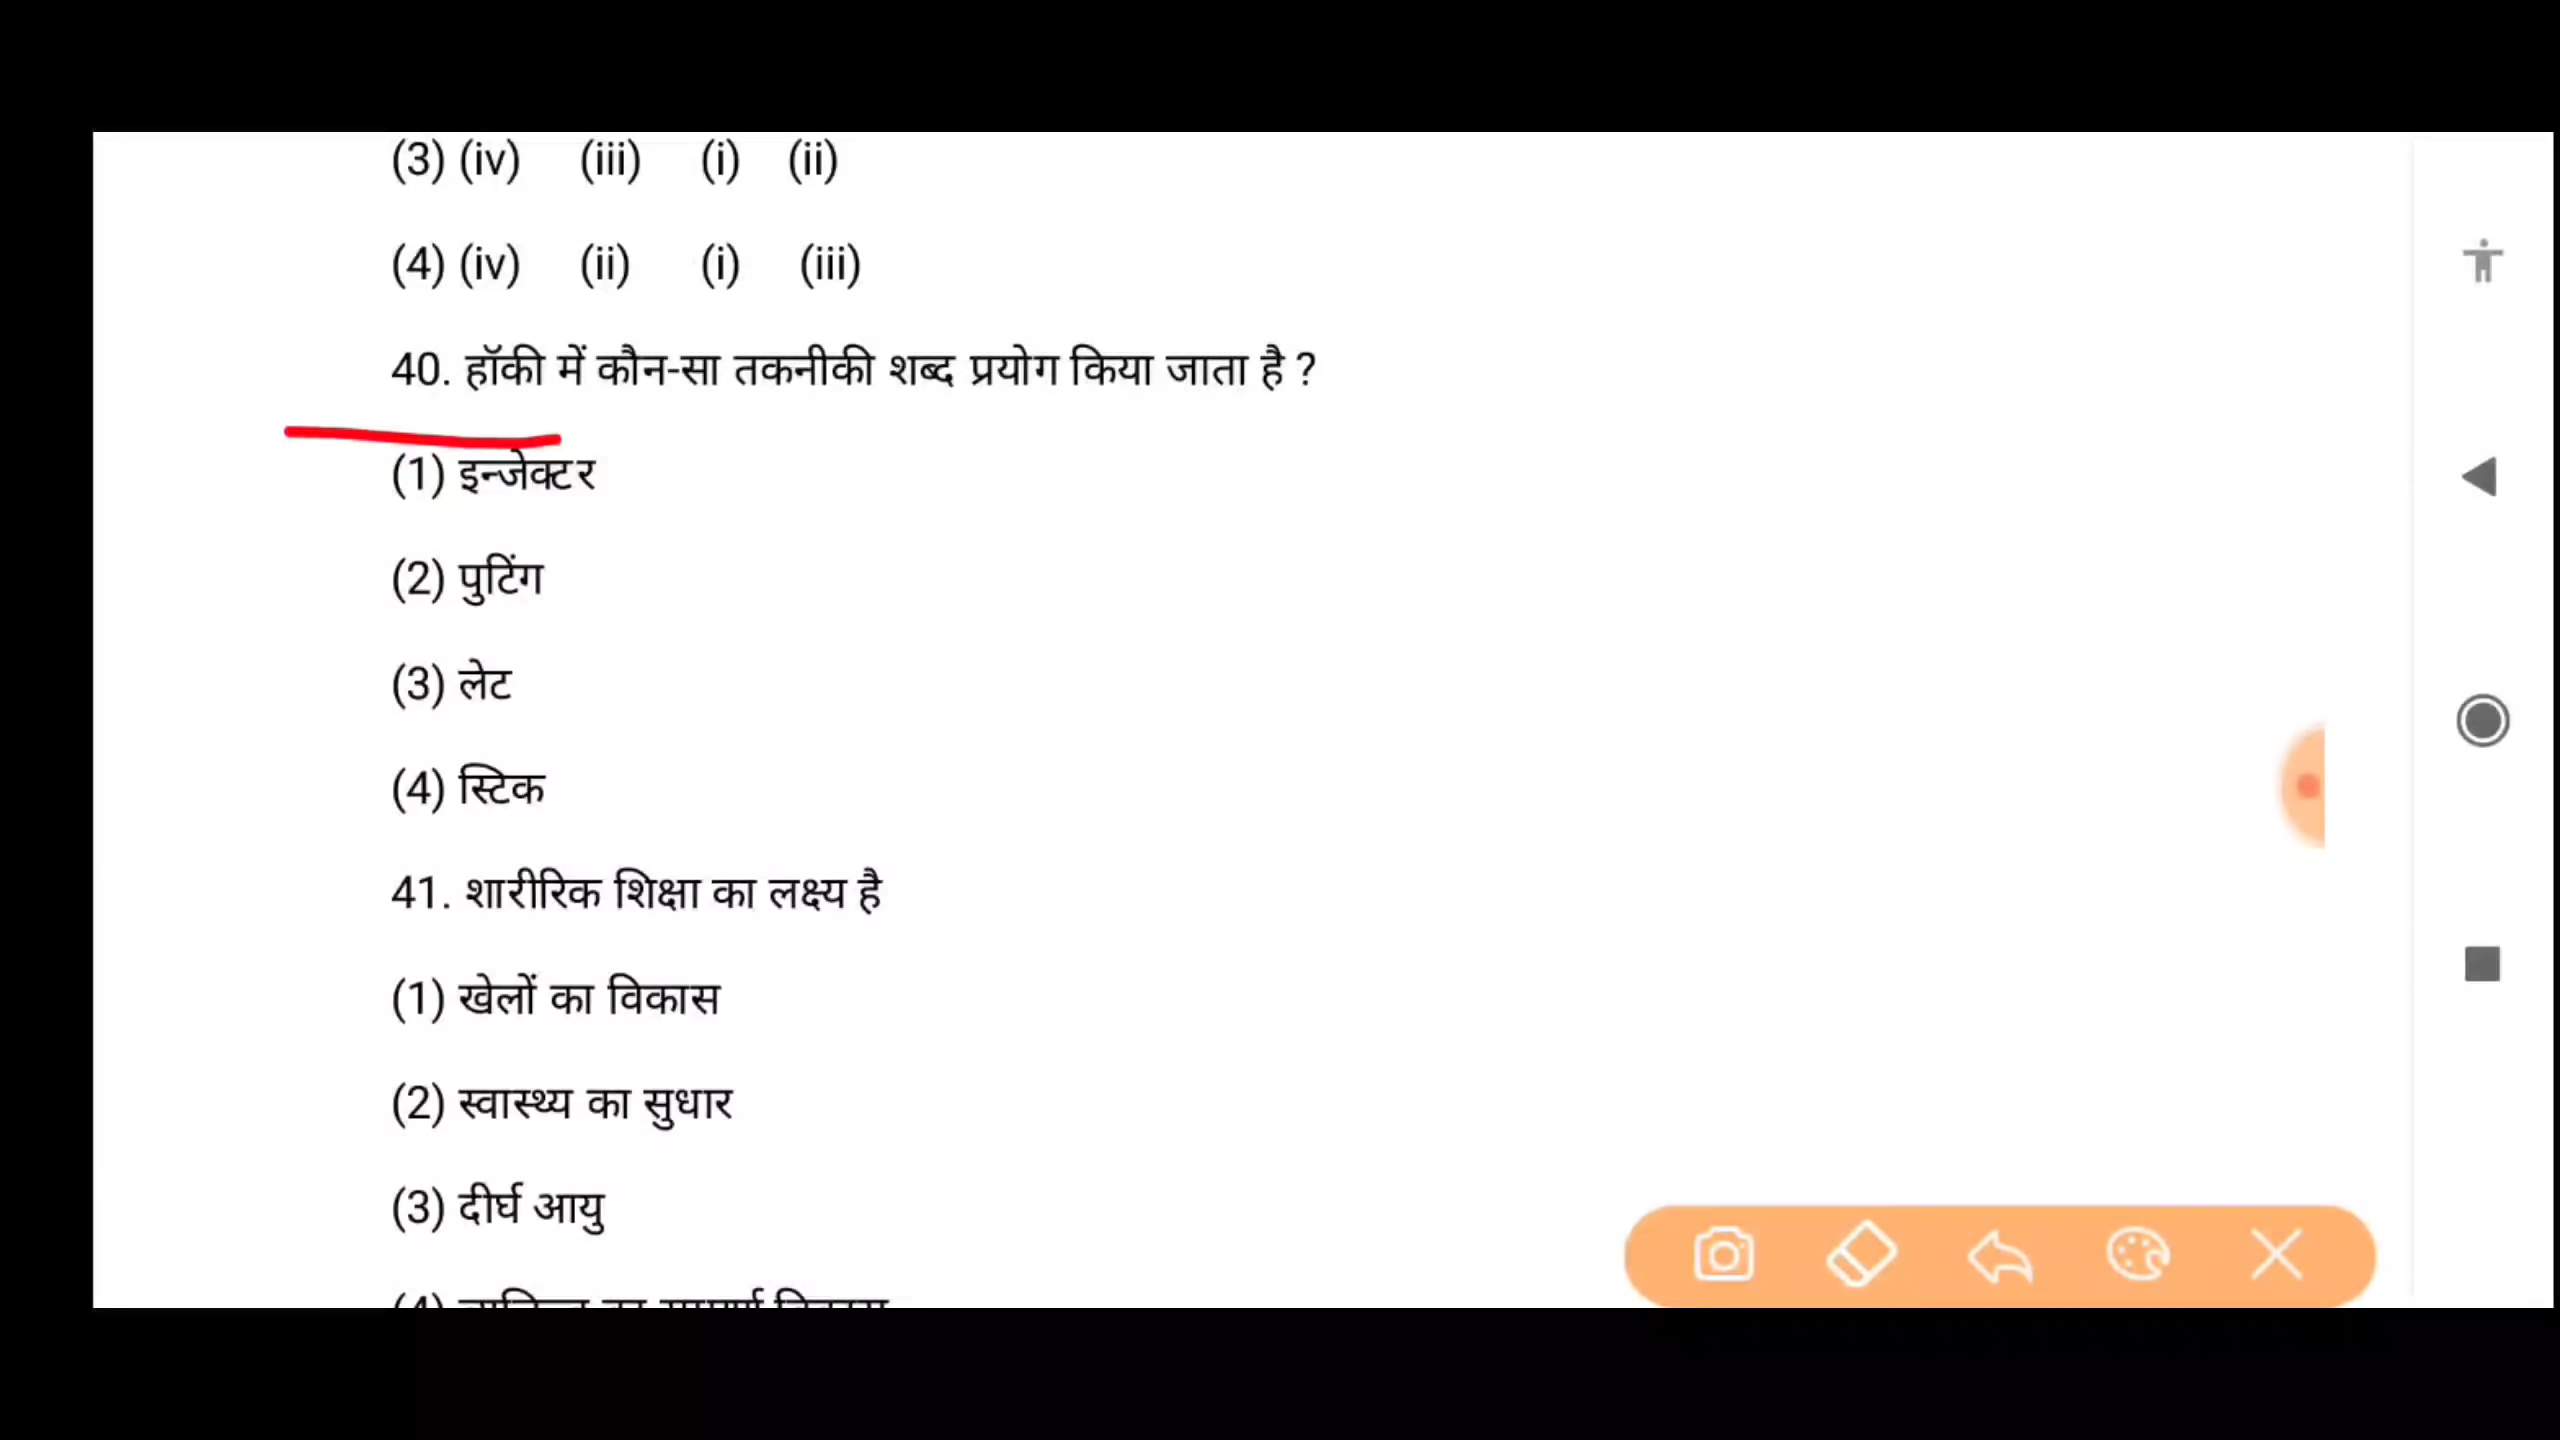 (3) (iv) (iii) (i) (ii)
(4) (iv) (ii) (i) (iii)
40. हॉकी में कौन-सा तकनीकी शब्द प्रयोग किया जाता है ?
(1) इन्जेक्टर
(2) पुटिंग
(3) लेट
(4) स्टिक
41. शारीरिक शिक्षा का लक्ष्य है
(1) खेलों का विकास
(2) स्वास्थ्य का सुधार
(3) दीर्घ आयु
(4)